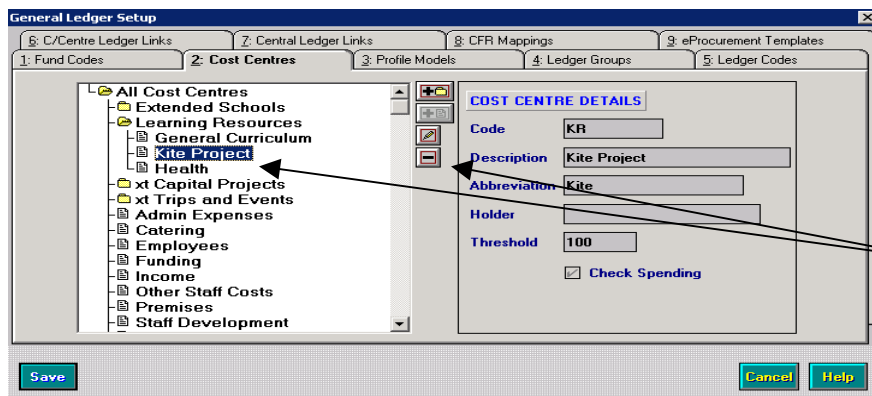 General Ledger Setup
6: C/Centre Ledger Links 7: Central Ledger Links 8: CFR Mappings 9: eProcurement Templates
1: Fund Codes 2: Cost Centres 3: Profile Models 4: Ledger Groups 5: Ledger Codes
All Cost Centres
Extended Schools
Learning Resources
General Curriculum
Kite Project
Health
xt Capital Projects
xt Trips and Events
Admin Expenses
Catering
Employees
Funding
Income
Other Staff Costs
Premises
Staff Development
COST CENTRE DETAILS
Code KR
Description Kite Project
Abbreviation Kite
Holder
Threshold 100
Check Spending
Save Cancel Help